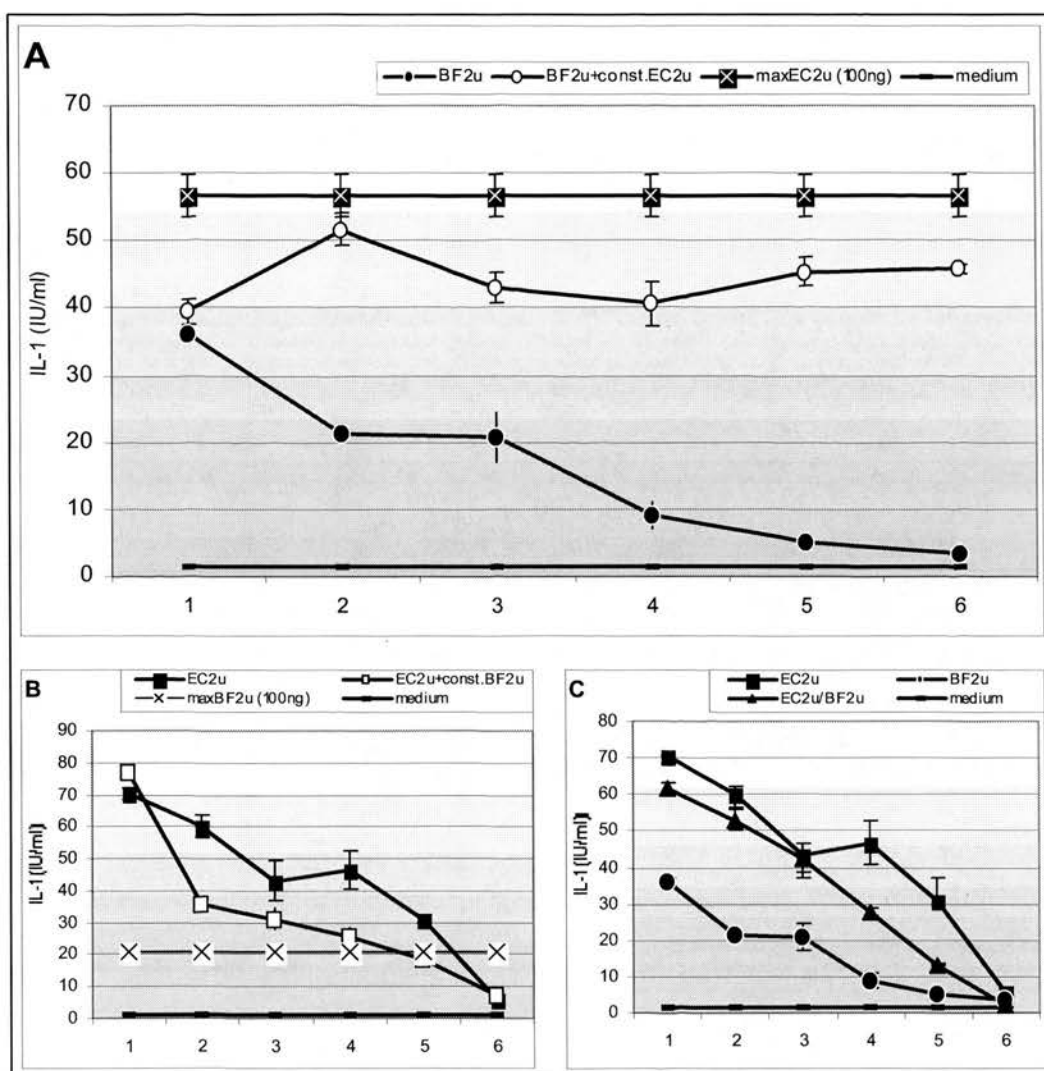 A
BF2u BF2u+const.EC2u maxEC2u (100ng) medium
70
60
50
40
30
20
10
0
IL-1 (IU/ml)
1 2 3 4 5 6
B
EC2u EC2u+const.BF2u
maxBF2u (100ng) medium
90
80
70
60
50
40
30
20
10
0
IL-1 (IU/ml)
1 2 3 4 5 6
C
EC2u BF2u
EC2u/BF2u medium
80
70
60
50
40
30
20
10
0
IL-1 (IU/ml)
1 2 3 4 5 6